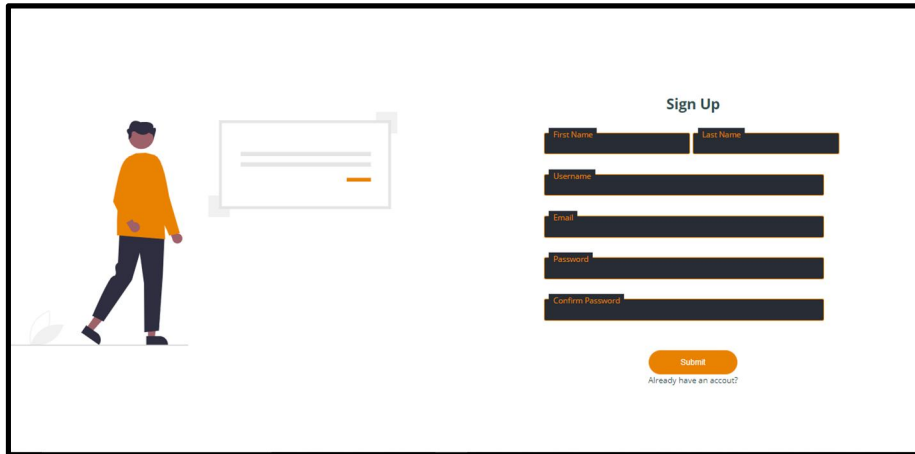 Sign Up
First Name Last Name
Username
Email
Password
Confirm Password
Submit
Already have an accout?